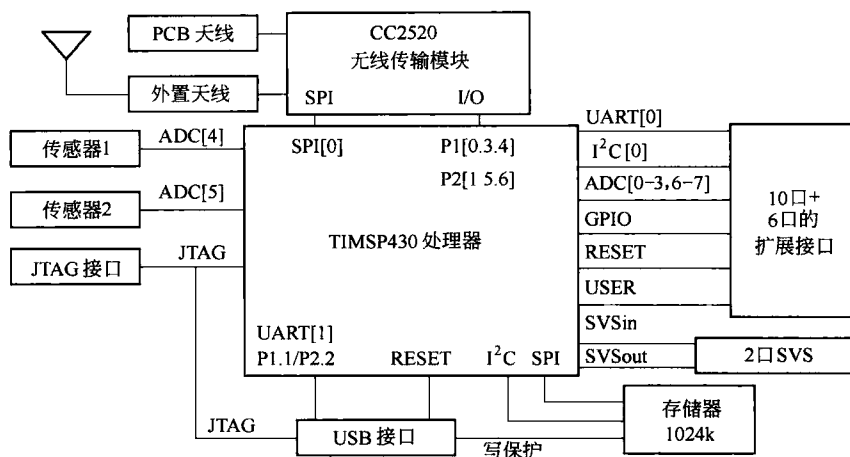 PCB 天线
CC2520
无线传输模块
外置天线
SPI
I/O
传感器1
ADC[4]
SPI[0]
P1[0.3.4]
P2[1 5.6]
UART[0]
I²C[0]
ADC[0-3,6-7]
GPIO
RESET
USER
SVSin
SVSout
10口+
6口的
扩展接口
传感器2
ADC[5]
TIMSP430 处理器
JTAG 接口
JTAG
2口SVS
UART[1]
P1.1/P2.2
RESET
I²C
SPI
JTAG
USB 接口
写保护
存储器
1024k